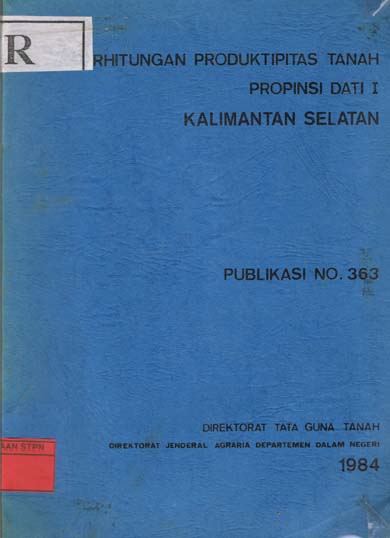 R
RHITUNGAN PRODUKTIPITAS TANAH
PROPINSI DATI I
KALIMANTAN SELATAN
PUBLIKASI NO. 363
DIREKTORAT TATA GUNA TANAH
DIREKTORAT JENDERAL AGRARIA DEPARTEMEN DALAM NEGERI
1984
AAN STPN